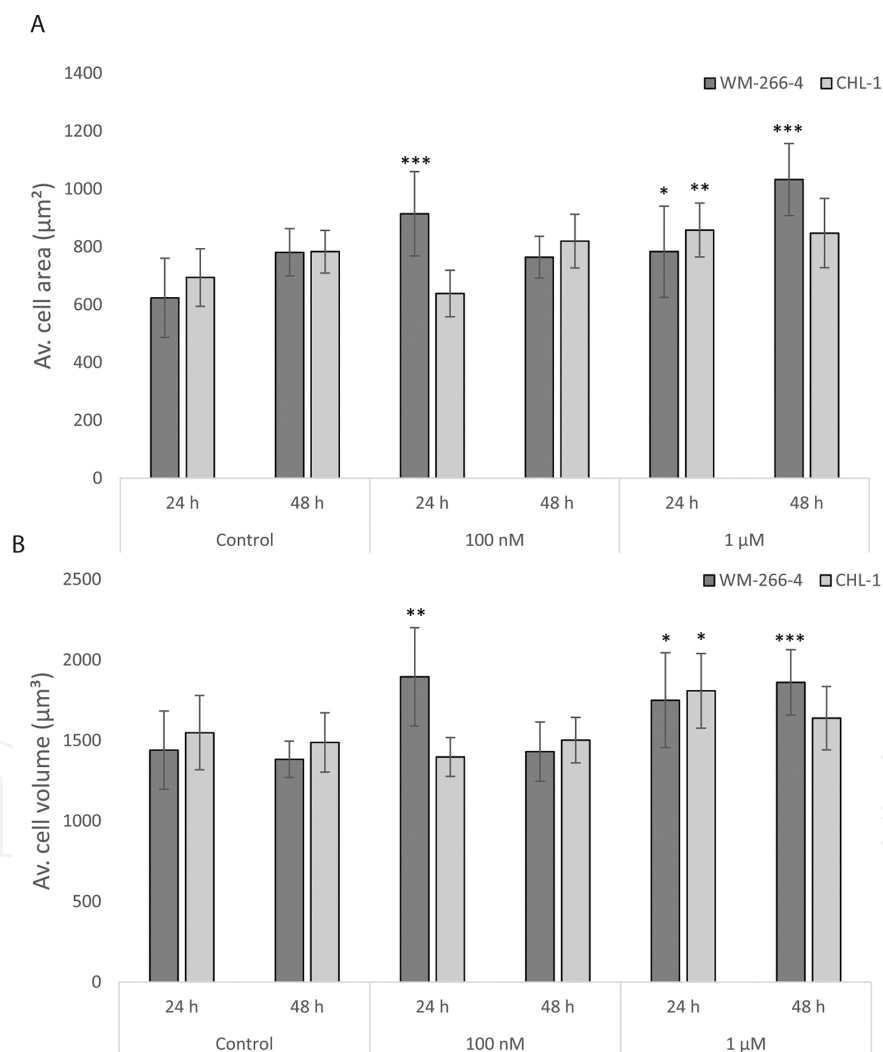 A
1400
WM-266-4 CHL-1
1200
***
***
1000
* **
800
600
400
200
0
Av. cell area (µm²)
24 h 48 h 24 h 48 h 24 h 48 h
Control 100 nM 1 µM
B
2500
WM-266-4 CHL-1
**
* * ***
2000
1500
1000
500
0
Av. cell volume (µm³)
24 h 48 h 24 h 48 h 24 h 48 h
Control 100 nM 1 µM